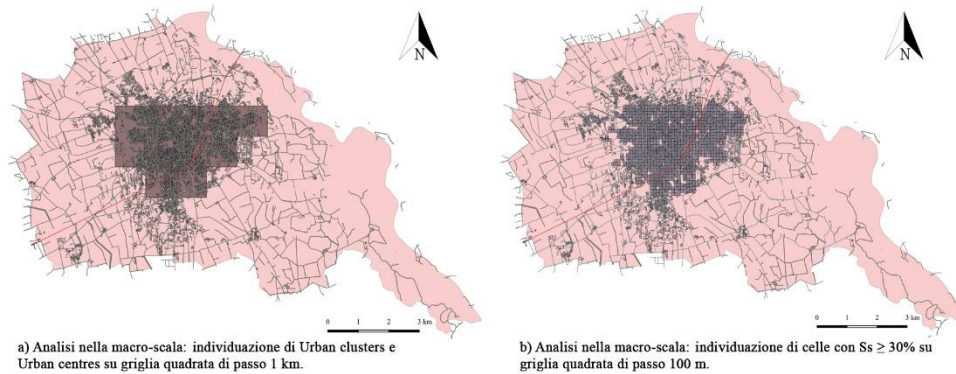 N
0 1 2 3 km
a) Analisi nella macro-scala: individuazione di Urban clusters e
Urban centres su griglia quadrata di passo 1 km.
N
0 1 2 3 km
b) Analisi nella macro-scala: individuazione di celle con Ss ≥ 30% su
griglia quadrata di passo 100 m.